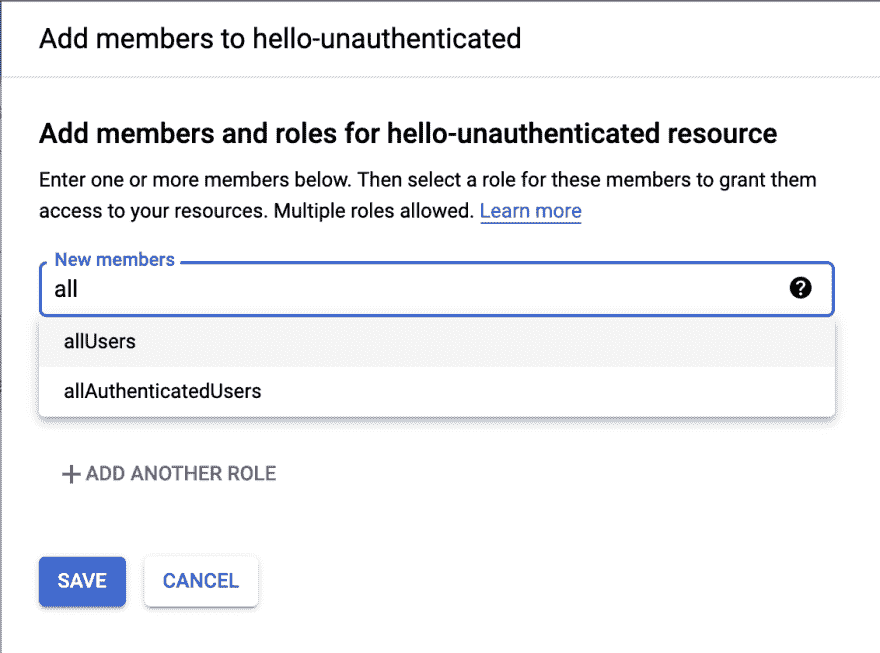 Add members to hello-unauthenticated
Add members and roles for hello-unauthenticated resource
Enter one or more members below. Then select a role for these members to grant them
access to your resources. Multiple roles allowed. Learn more
New members
all
?
allUsers
allAuthenticatedUsers
+ ADD ANOTHER ROLE
SAVE CANCEL